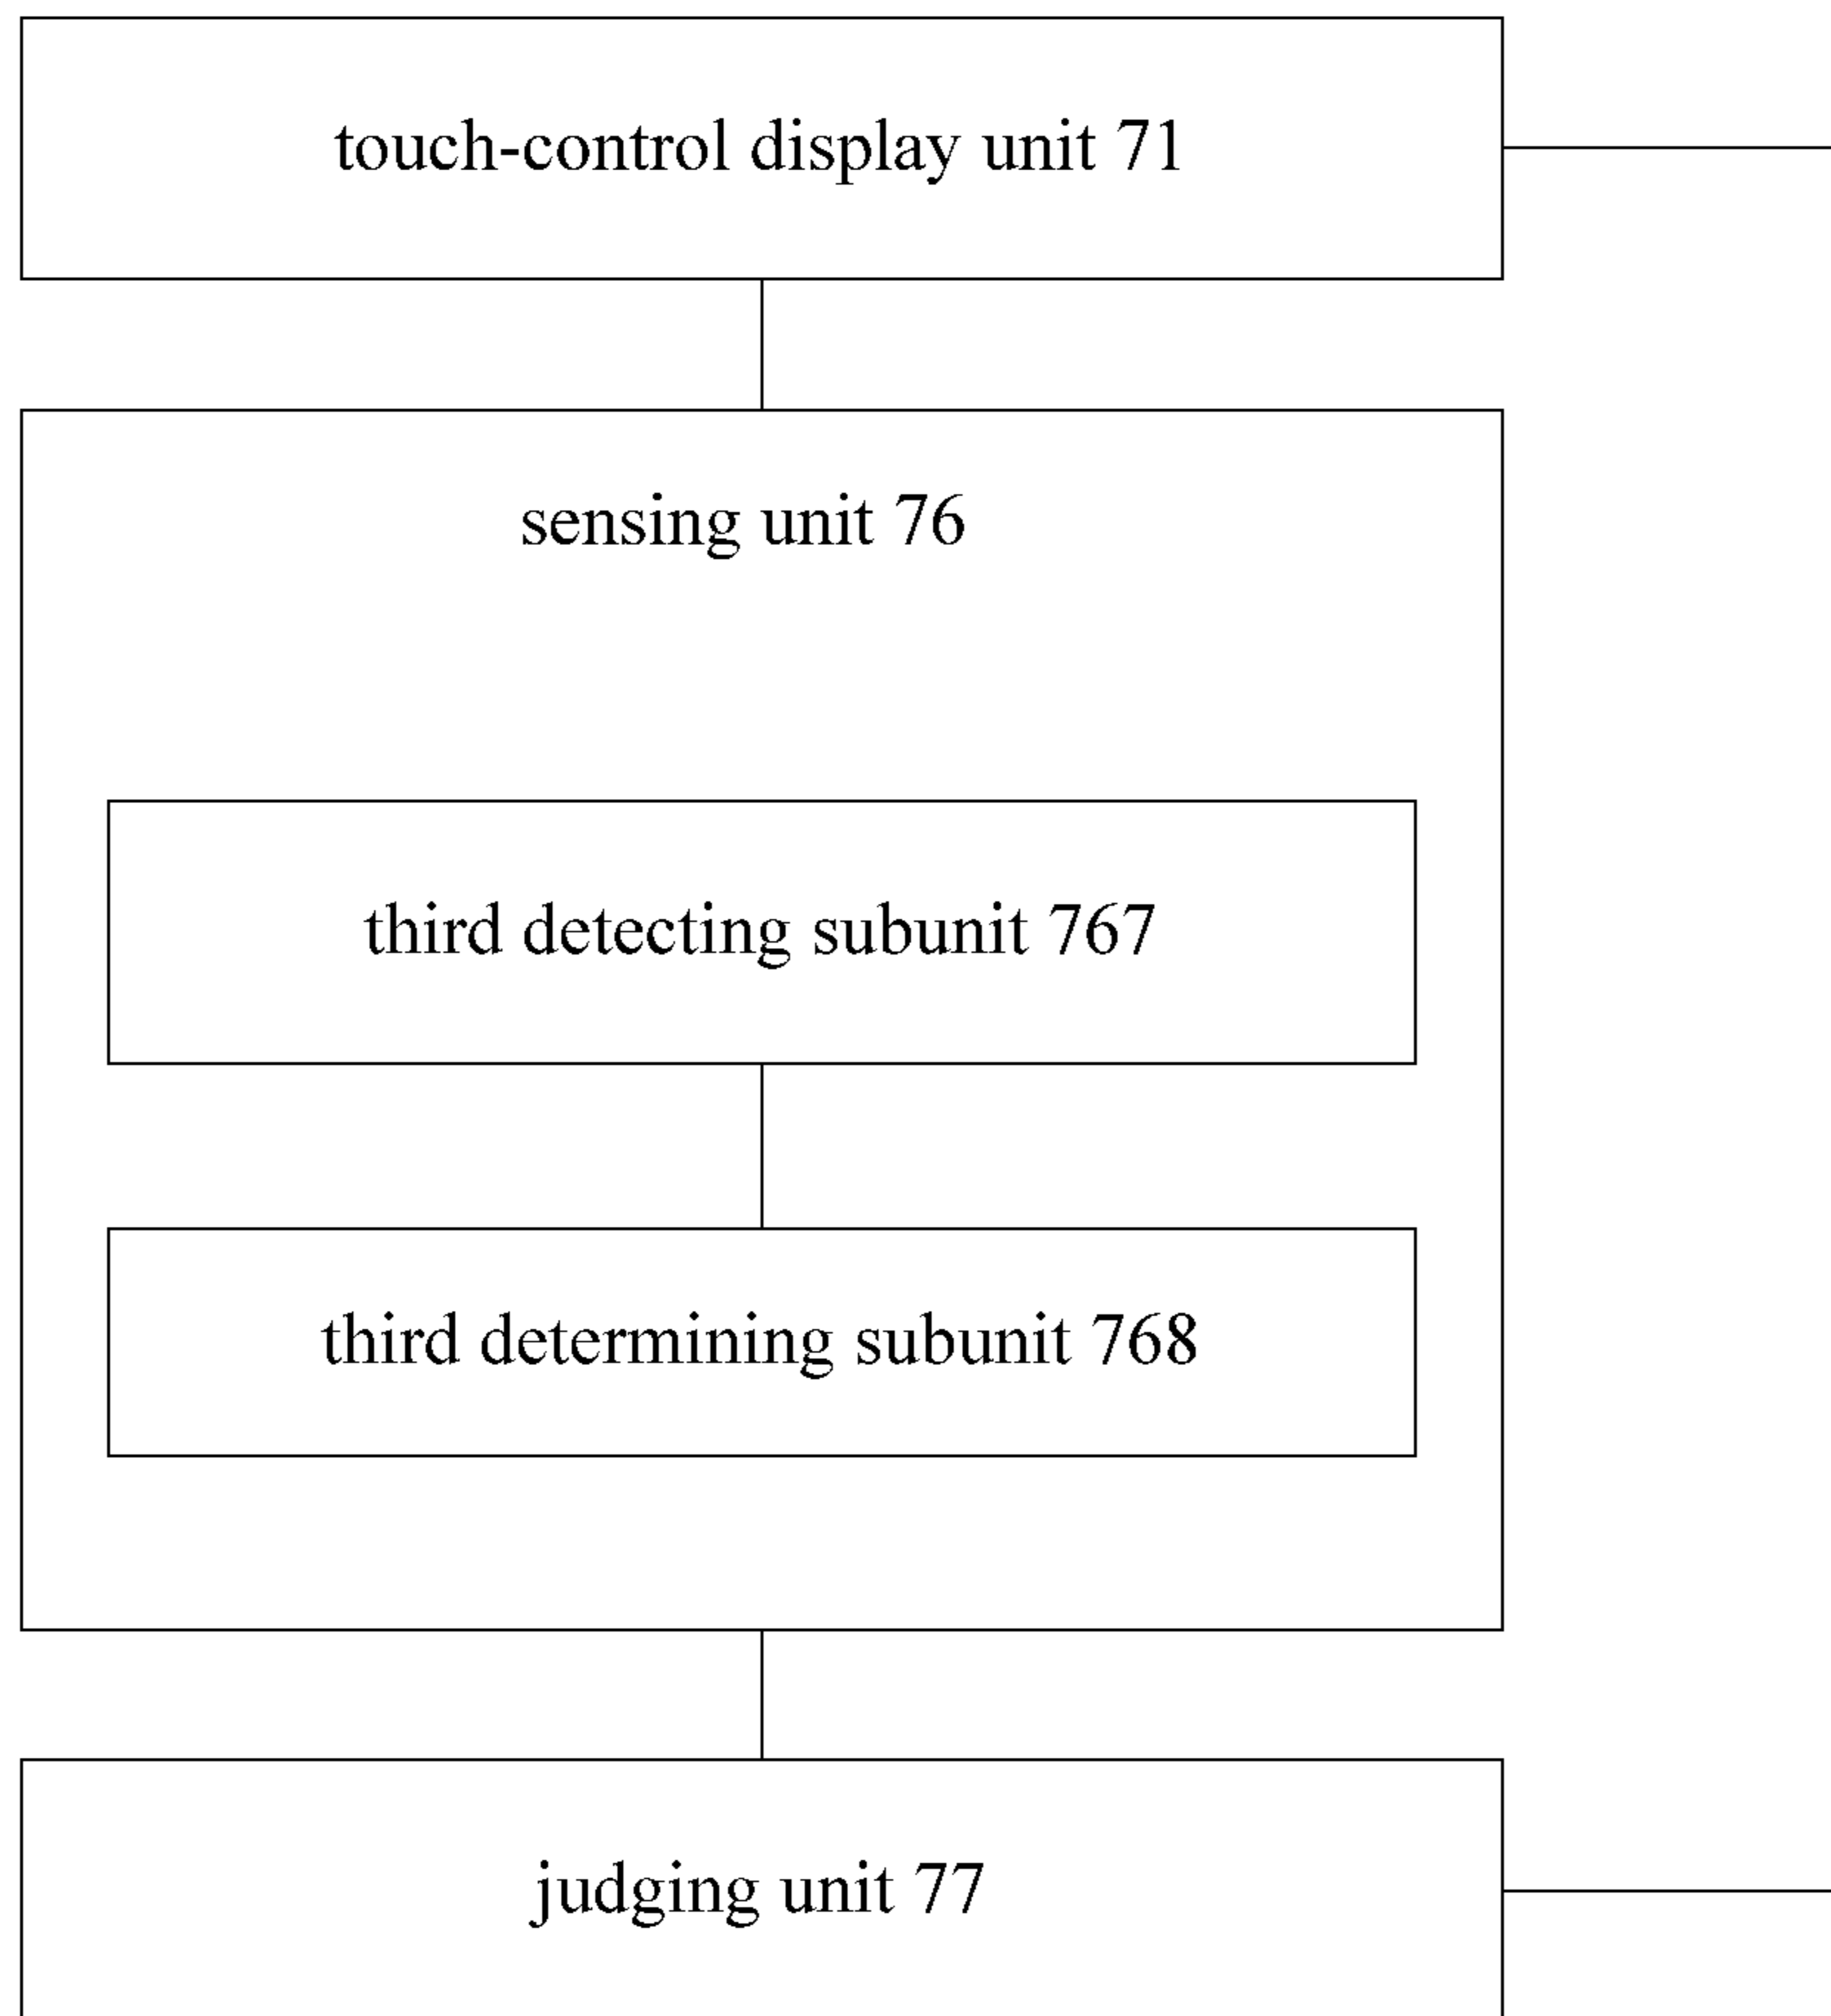 touch-control display unit 71
sensing unit 76
third detecting subunit 767
third determining subunit 768
judging unit 77